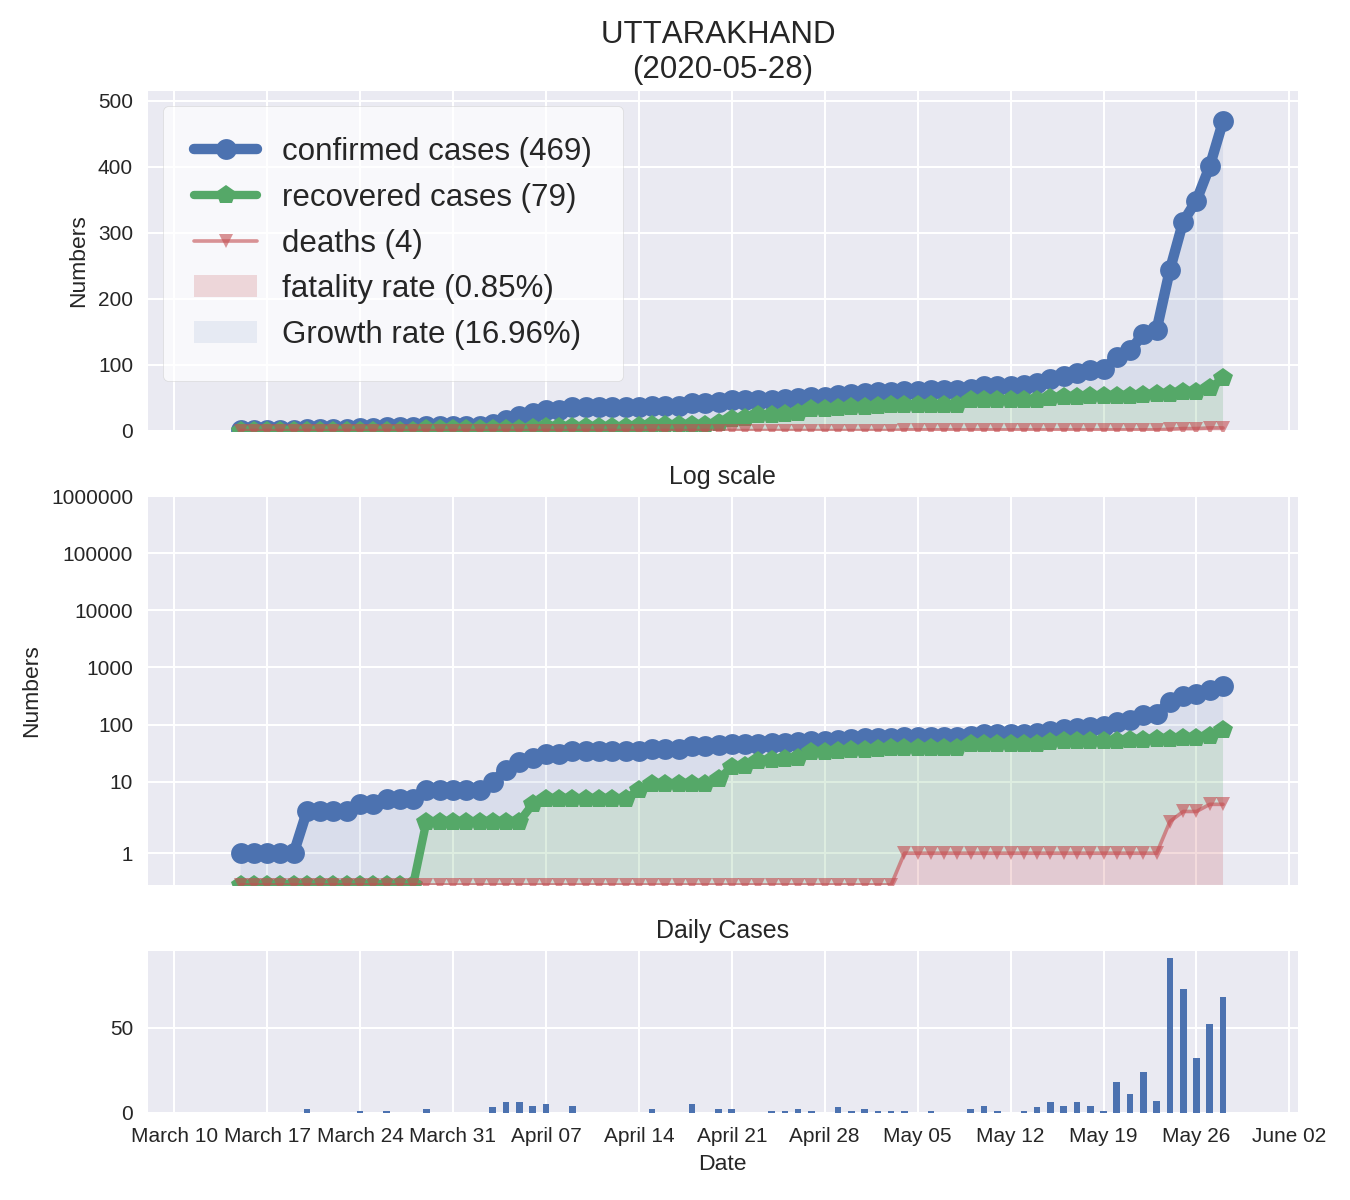 UTTARAKHAND
(2020-05-28)
500
400
300
200
100
0
Numbers
confirmed cases (469)
recovered cases (79)
deaths (4)
fatality rate (0.85%)
Growth rate (16.96%)
Log scale
1000000
100000
10000
1000
100
10
1
Numbers
Daily Cases
50
0
March 10 March 17 March 24 March 31 April 07 April 14 April 21 April 28 May 05 May 12 May 19 May 26 June 02
Date